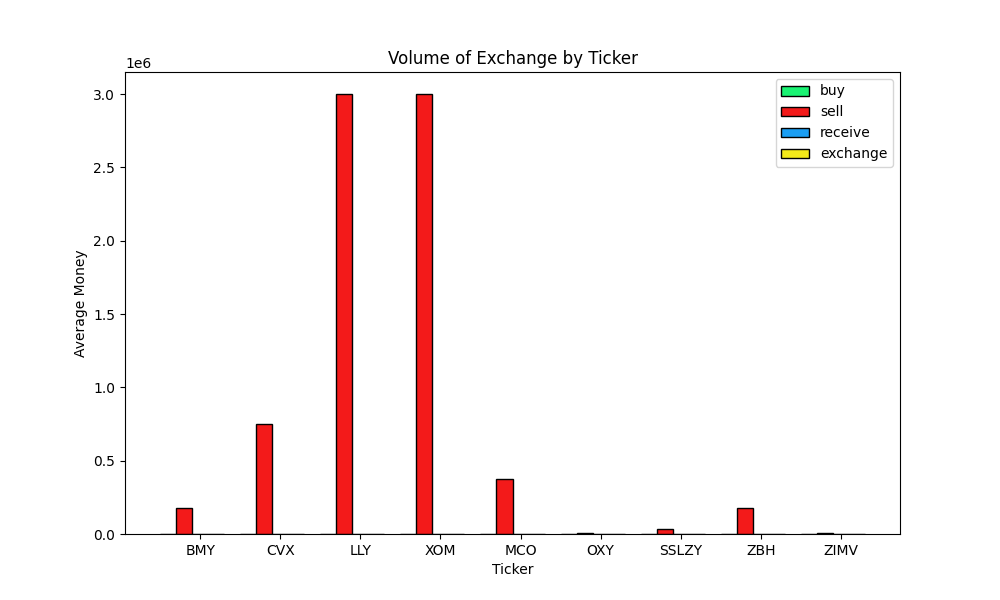 Volume of Exchange by Ticker
1e6
buy
sell
receive
exchange
3.0
2.5
2.0
1.5
1.0
0.5
0.0
Average Money
BMY CVX LLY XOM MCO OXY SSLZY ZBH ZIMV
Ticker